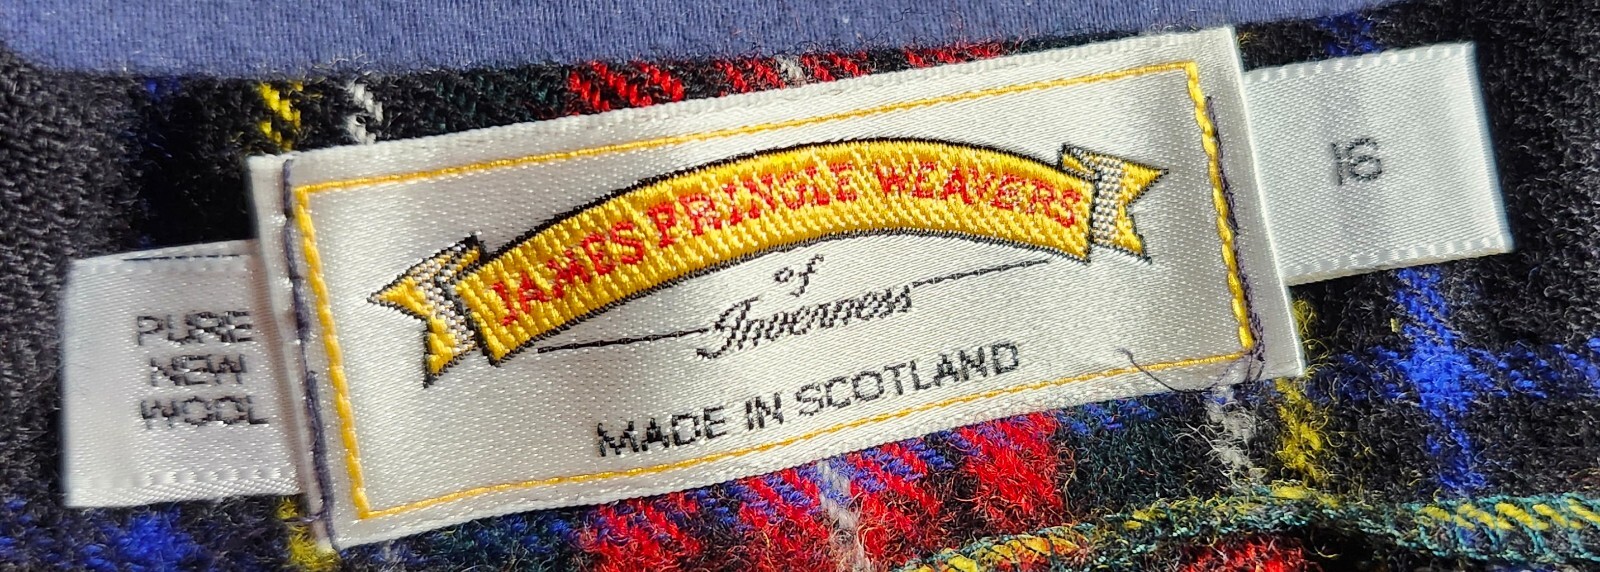 JAMES PRINGLE WEAVERS
of
Inverness
MADE IN SCOTLAND
PURE
NEW
WOOL
16